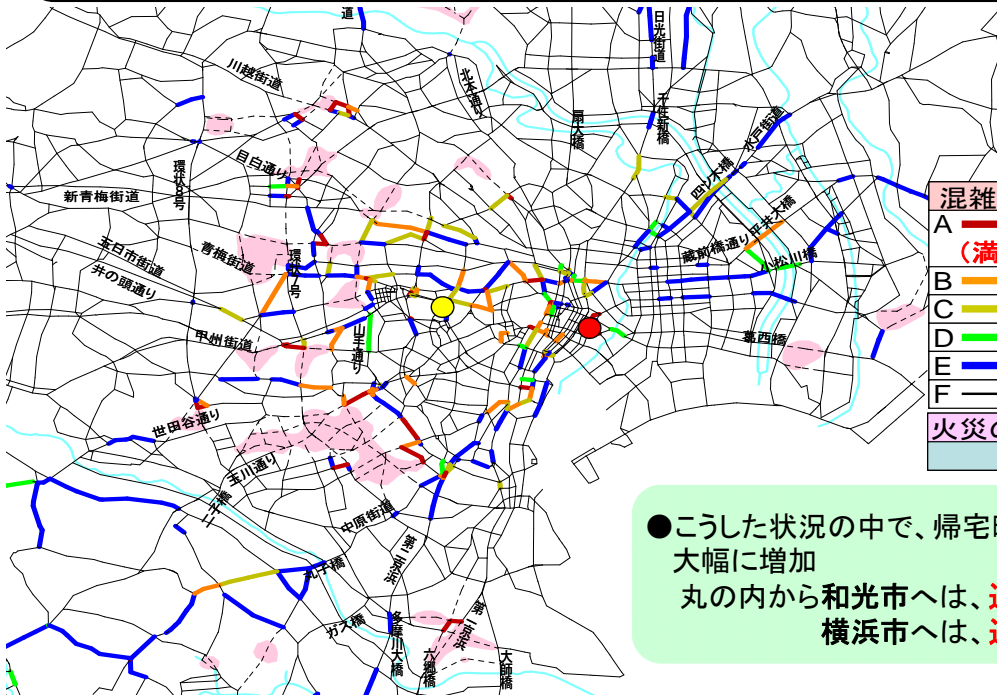 道
日光街道
川越街道
北本通り
扇大橋
千住新橋
水戸街道
環状8号
目白通り
四ツ木橋
新青梅街道
平井大橋
蔵前橋通り
小松川橋
玉日市街道
井の頭通り
青梅街道
環状7号
甲州街道
山手通り
葛西橋
世田谷通り
玉川通り
二子橋
中原街道
第二京浜
丸子橋
ガス橋
多摩川大橋
六郷橋
第一京浜
大師橋
混雑
A
(満
B
C
D
E
F
火災の
●こうした状況の中で、帰宅
大幅に増加
丸の内から和光市へは、
横浜市へは、